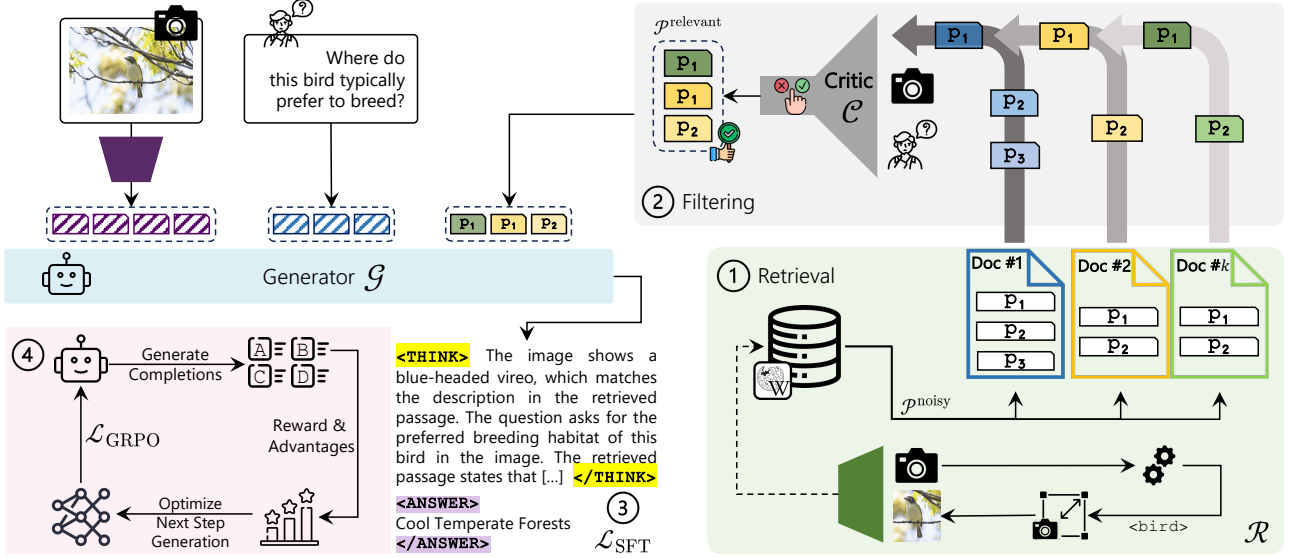 Where do
this bird typically
prefer to breed?
p₁ p₁ p₂
Generator 𝒢
𝒫^relevant
p₁
p₁
p₂
Critic
𝒞
p₁
p₂
p₃
p₁
p₂
p₁
p₂
2 Filtering
1 Retrieval
Doc #1
p₁
p₂
p₃
Doc #2
p₁
p₂
Doc #k
p₁
p₂
W
𝒫^noisy
<bird>
ℛ
4
Generate
Completions
A B
C D
Reward &
Advantages
ℒ_GRPO
Optimize
Next Step
Generation
<THINK> The image shows a
blue-headed vireo, which matches
the description in the retrieved
passage. The question asks for the
preferred breeding habitat of this
bird in the image. The retrieved
passage states that [...] </THINK>
<ANSWER>
Cool Temperate Forests
</ANSWER>
3
ℒ_SFT